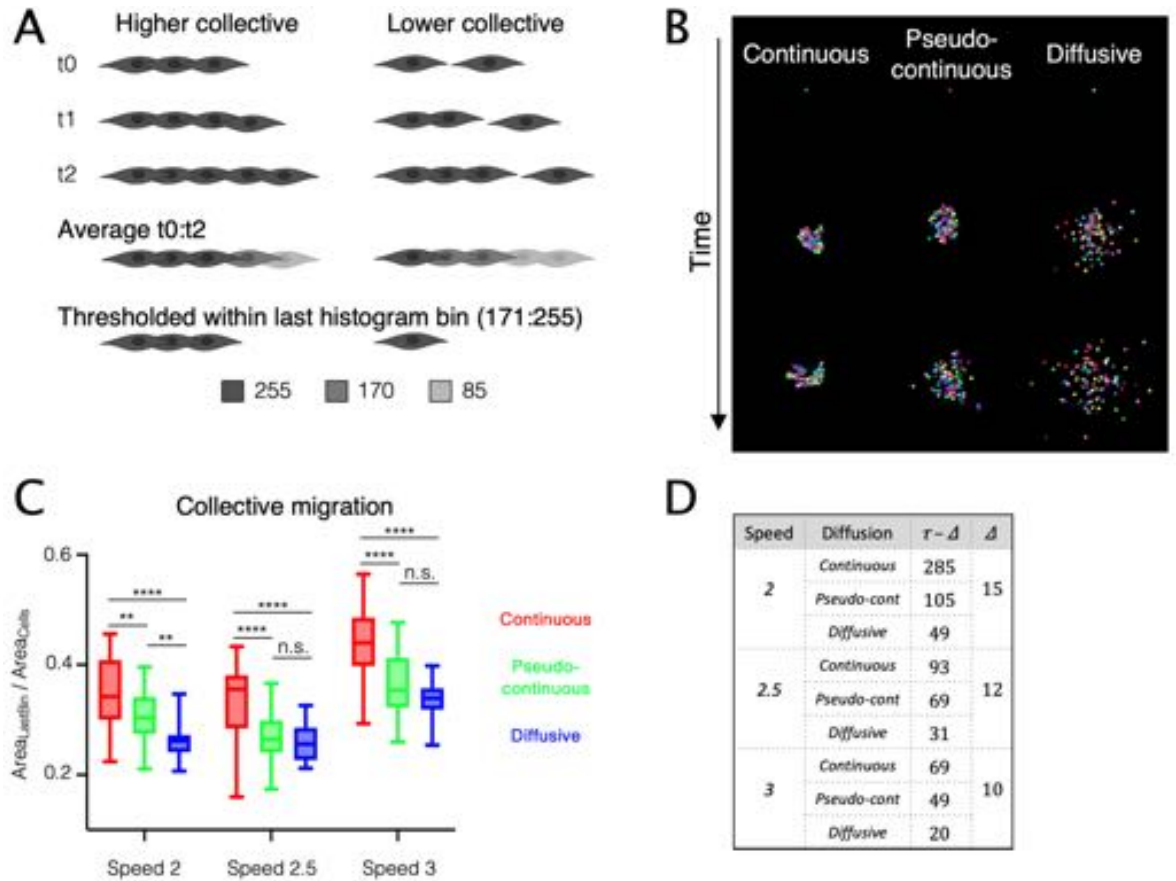 A
Higher collective
Lower collective
t0
t1
t2
Average t0:t2
Thresholded within last histogram bin (171:255)
255
170
85
B
Time
Continuous
Pseudo-
continuous
Diffusive
C
Collective migration
Area_LastBin / Area_Cells
0.6
0.4
0.2
****
**
**
****
****
n.s.
****
****
n.s.
Speed 2
Speed 2.5
Speed 3
Continuous
Pseudo-
continuous
Diffusive
D
Speed Diffusion τ – Δ Δ
2 Continuous 285 15
Pseudo-cont 105
Diffusive 49
2.5 Continuous 93 12
Pseudo-cont 69
Diffusive 31
3 Continuous 69 10
Pseudo-cont 49
Diffusive 20